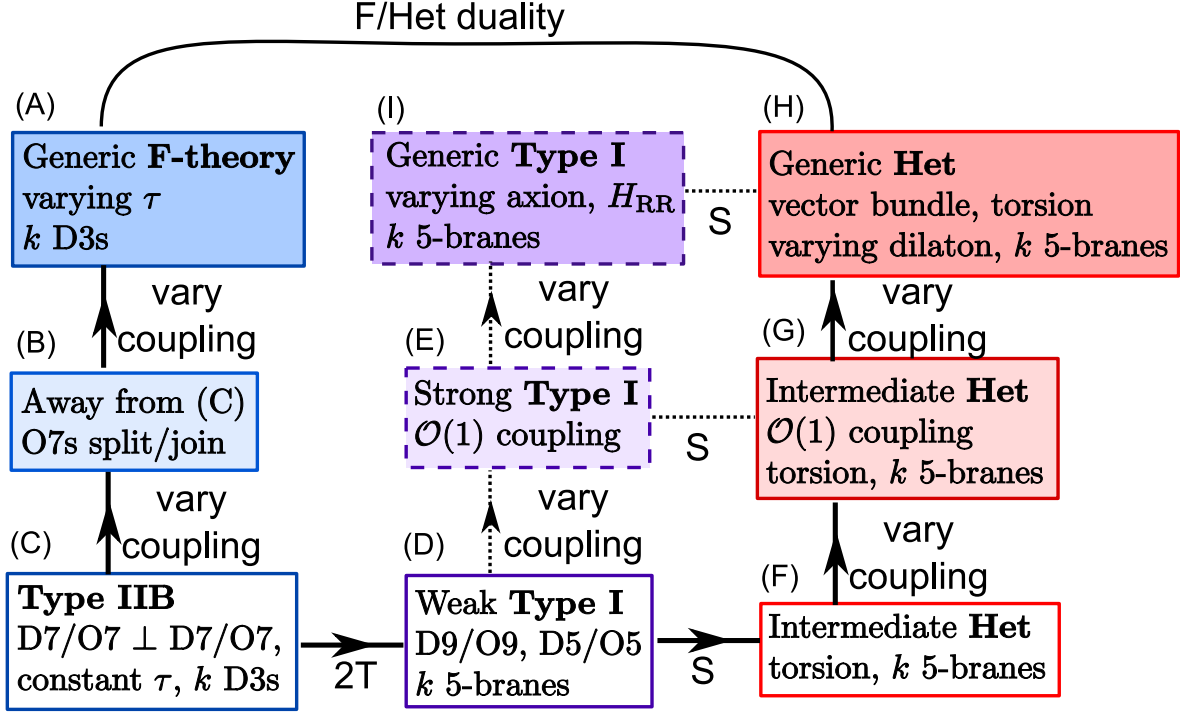 F/Het duality
(A)
Generic F-theory
varying τ
k D3s
(I)
Generic Type I
varying axion, H_RR
k 5-branes
S
(H)
Generic Het
vector bundle, torsion
varying dilaton, k 5-branes
vary
coupling
vary
coupling
vary
coupling
(B)
Away from (C)
O7s split/join
(E)
Strong Type I
O(1) coupling
S
(G)
Intermediate Het
O(1) coupling
torsion, k 5-branes
vary
coupling
vary
coupling
vary
coupling
(C)
Type IIB
D7/O7 ⊥ D7/O7,
constant τ, k D3s
2T
(D)
Weak Type I
D9/O9, D5/O5
k 5-branes
S
(F)
Intermediate Het
torsion, k 5-branes